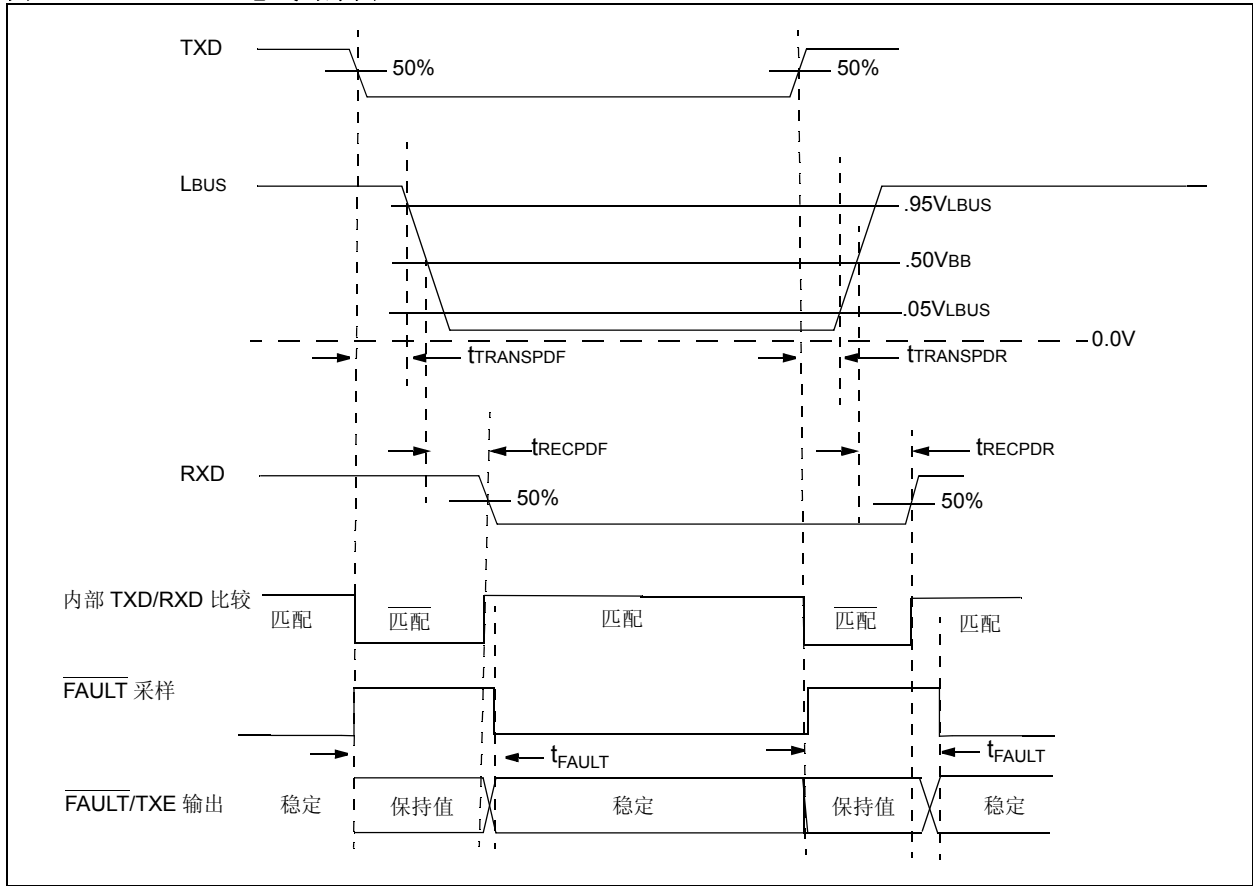 TXD
50%
50%
LBUS
.95VLBUS
.50VBB
.05VLBUS
0.0V
tTRANSPDF
tTRANSPDR
tRECPDF
tRECPDR
RXD
50%
50%
内部 TXD/RXD 比较
匹配
匹配
匹配
匹配
匹配
FAULT 采样
tFAULT
tFAULT
FAULT/TXE 输出
稳定
保持值
稳定
保持值
稳定